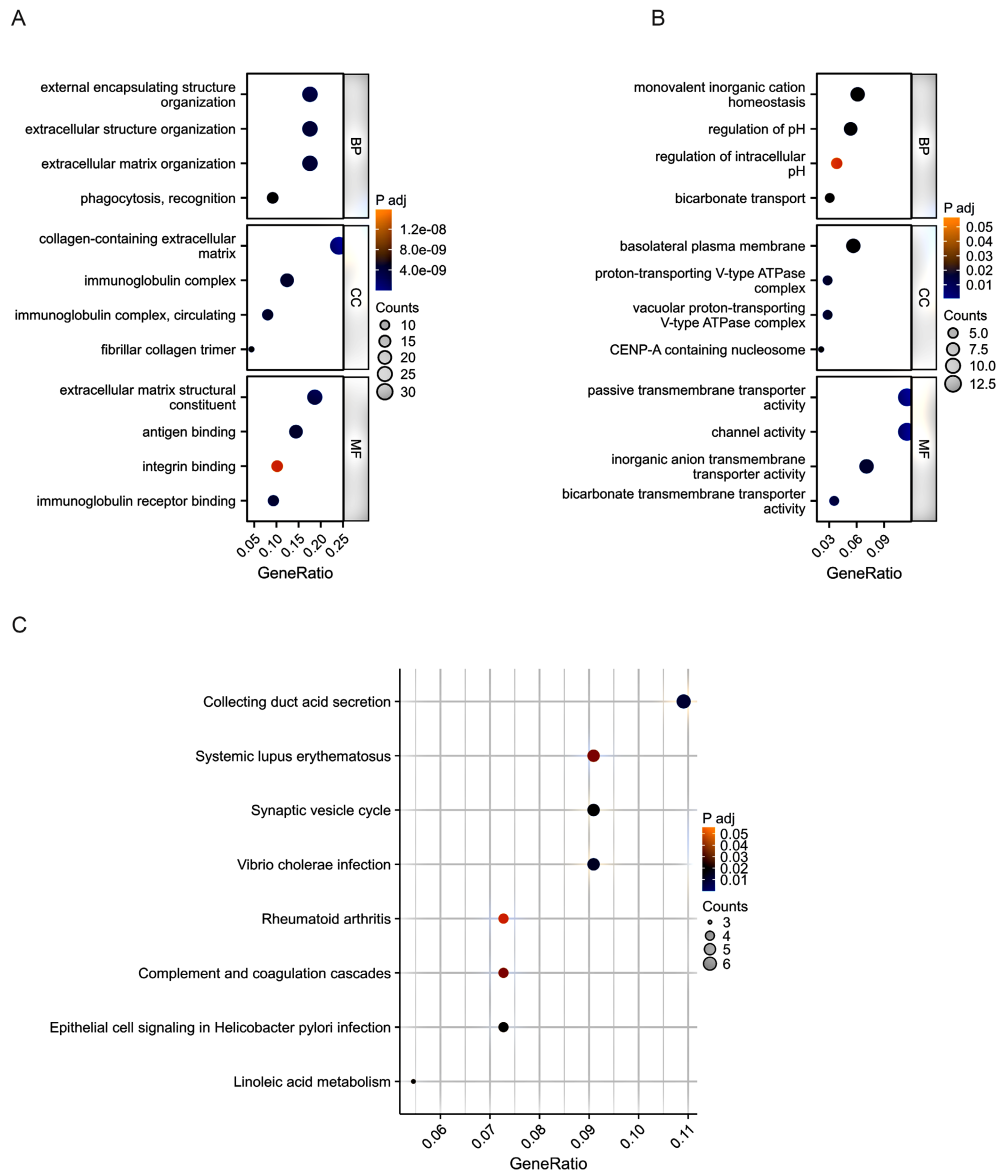 A
external encapsulating structure
organization
extracellular structure organization
extracellular matrix organization
phagocytosis, recognition
BP
collagen-containing extracellular
matrix
immunoglobulin complex
immunoglobulin complex, circulating
fibrillar collagen trimer
CC
extracellular matrix structural
constituent
antigen binding
integrin binding
immunoglobulin receptor binding
MF
0.05 0.10 0.15 0.20 0.25
GeneRatio
P adj
1.2e-08
8.0e-09
4.0e-09
Counts
10
15
20
25
30
B
monovalent inorganic cation
homeostasis
regulation of pH
regulation of intracellular
pH
bicarbonate transport
BP
basolateral plasma membrane
proton-transporting V-type ATPase
complex
vacuolar proton-transporting
V-type ATPase complex
CENP-A containing nucleosome
CC
passive transmembrane transporter
activity
channel activity
inorganic anion transmembrane
transporter activity
bicarbonate transmembrane transporter
activity
MF
0.03 0.06 0.09
GeneRatio
P adj
0.05
0.04
0.03
0.02
0.01
Counts
5.0
7.5
10.0
12.5
C
Collecting duct acid secretion
Systemic lupus erythematosus
Synaptic vesicle cycle
Vibrio cholerae infection
Rheumatoid arthritis
Complement and coagulation cascades
Epithelial cell signaling in Helicobacter pylori infection
Linoleic acid metabolism
0.06 0.07 0.08 0.09 0.10 0.11
GeneRatio
P adj
0.05
0.04
0.03
0.02
0.01
Counts
3
4
5
6